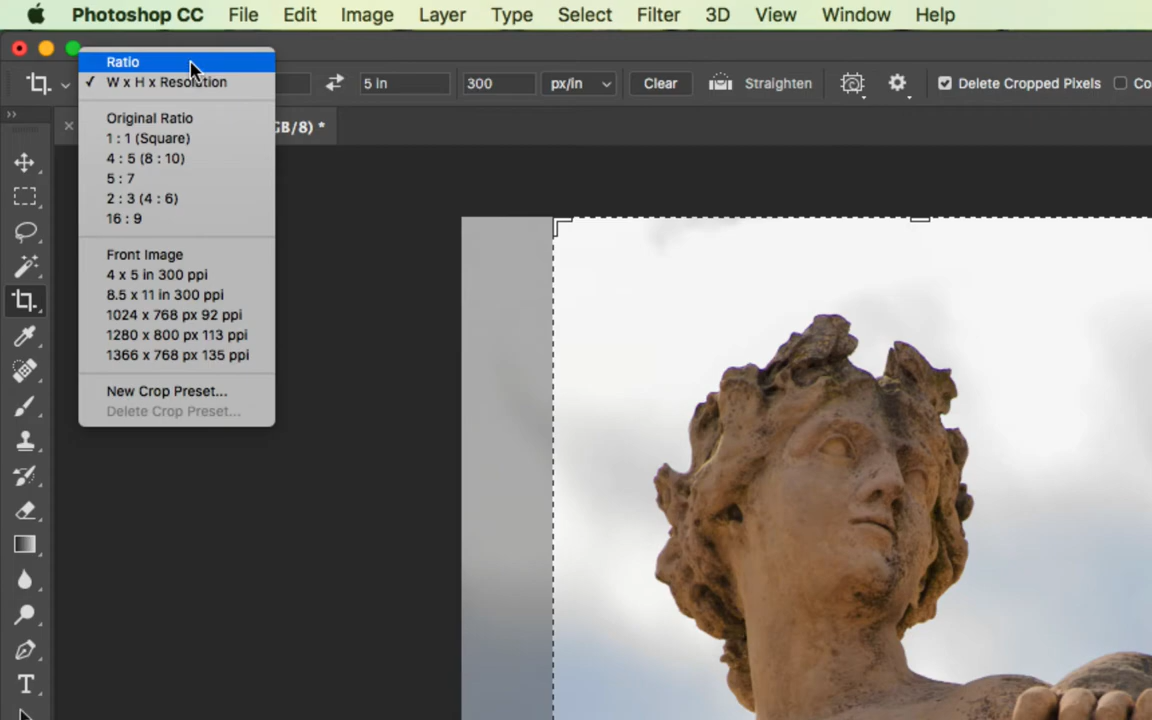 Photoshop CC File Edit Image Layer Type Select Filter 3D View Window Help
Ratio
✓ W x H x Resolution
5 in 300 px/in Clear Straighten Delete Cropped Pixels Co
GB/8) *
Original Ratio
1 : 1 (Square)
4 : 5 (8 : 10)
5 : 7
2 : 3 (4 : 6)
16 : 9
Front Image
4 x 5 in 300 ppi
8.5 x 11 in 300 ppi
1024 x 768 px 92 ppi
1280 x 800 px 113 ppi
1366 x 768 px 135 ppi
New Crop Preset...
Delete Crop Preset...